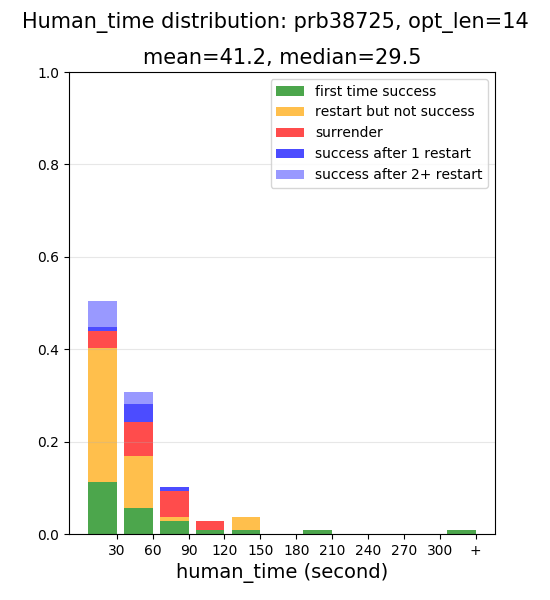 Human_time distribution: prb38725, opt_len=14
mean=41.2, median=29.5
1.0
0.8
0.6
0.4
0.2
0.0
first time success
restart but not success
surrender
success after 1 restart
success after 2+ restart
30 60 90 120 150 180 210 240 270 300 +
human_time (second)